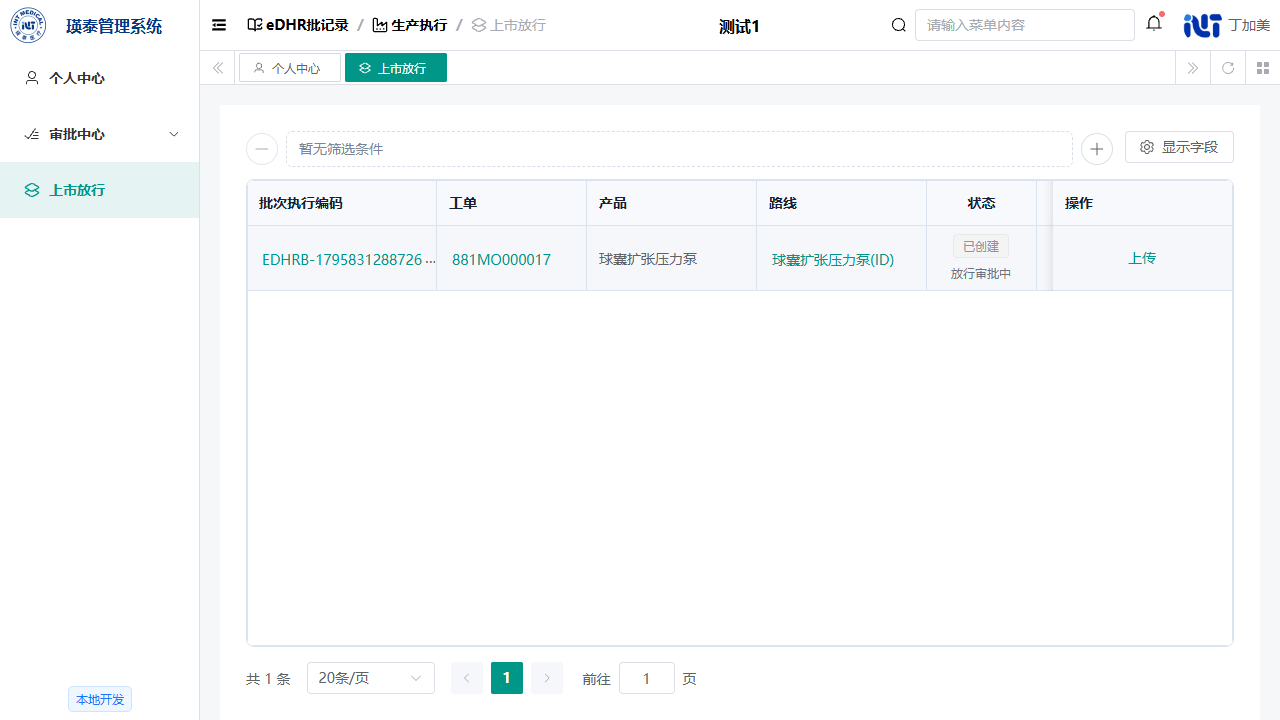 瑛泰管理系统
eDHR批记录 / 生产执行 / 上市放行
测试1
请输入菜单内容
丁加美
个人中心
审批中心
上市放行
个人中心
上市放行
暂无筛选条件
显示字段
批次执行编码 工单 产品 路线 状态 操作
EDHRB-1795831288726 ... 881MO000017 球囊扩张压力泵 球囊扩张压力泵(ID) 已创建 上传
放行审批中
共 1 条 20条/页 1 前往 1 页
本地开发